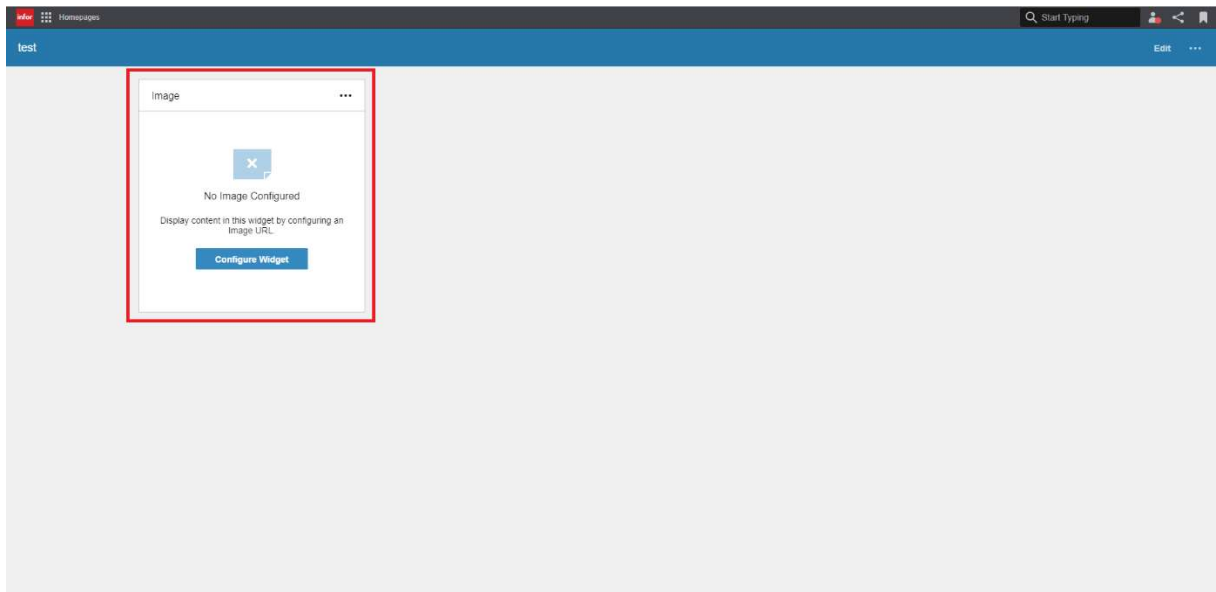 infor Homepages Start Typing
test Edit
Image
No Image Configured
Display content in this widget by configuring an
Image URL
Configure Widget